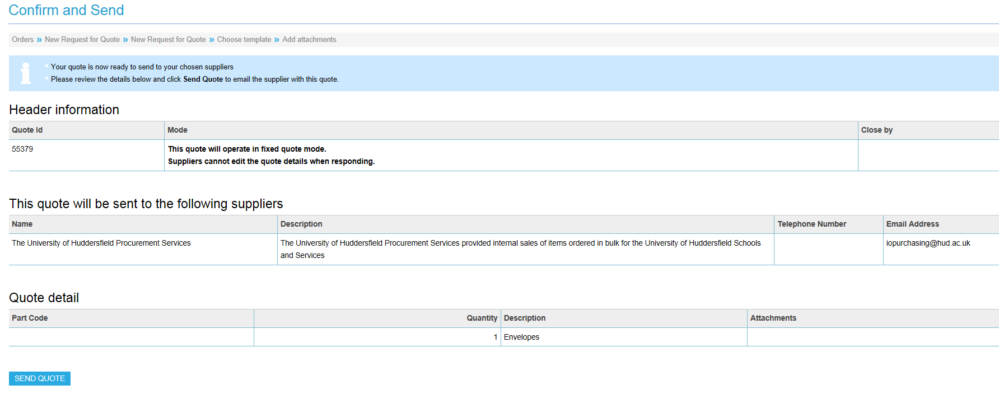 Confirm and Send
Orders » New Request for Quote » New Request for Quote » Choose template » Add attachments
Your quote is now ready to send to your chosen suppliers
Please review the details below and click Send Quote to email the supplier with this quote.
Header information
Quote Id Mode Close by
55379 This quote will operate in fixed quote mode.
Suppliers cannot edit the quote details when responding.
This quote will be sent to the following suppliers
Name Description Telephone Number Email Address
The University of Huddersfield Procurement Services The University of Huddersfield Procurement Services provided internal sales of items ordered in bulk for the University of Huddersfield Schools iopurchasing@hud.ac.uk
and Services
Quote detail
Part Code Quantity Description Attachments
1 Envelopes
SEND QUOTE